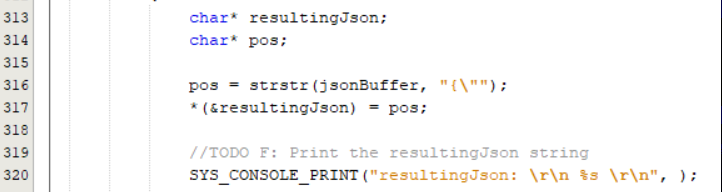 313 char* resultingJson;
314 char* pos;
315
316 pos = strstr(jsonBuffer, "{\"");
317 *(&resultingJson) = pos;
318
319 //TODO F: Print the resultingJson string
320 SYS_CONSOLE_PRINT("resultingJson: \r\n %s \r\n", );